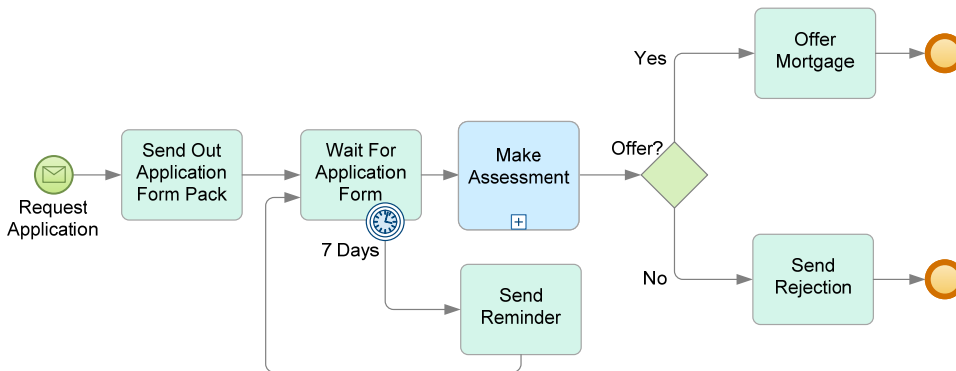 Request
Application
Send Out
Application
Form Pack
Wait For
Application
Form
7 Days
Send
Reminder
Make
Assessment
Offer?
Yes
Offer
Mortgage
No
Send
Rejection